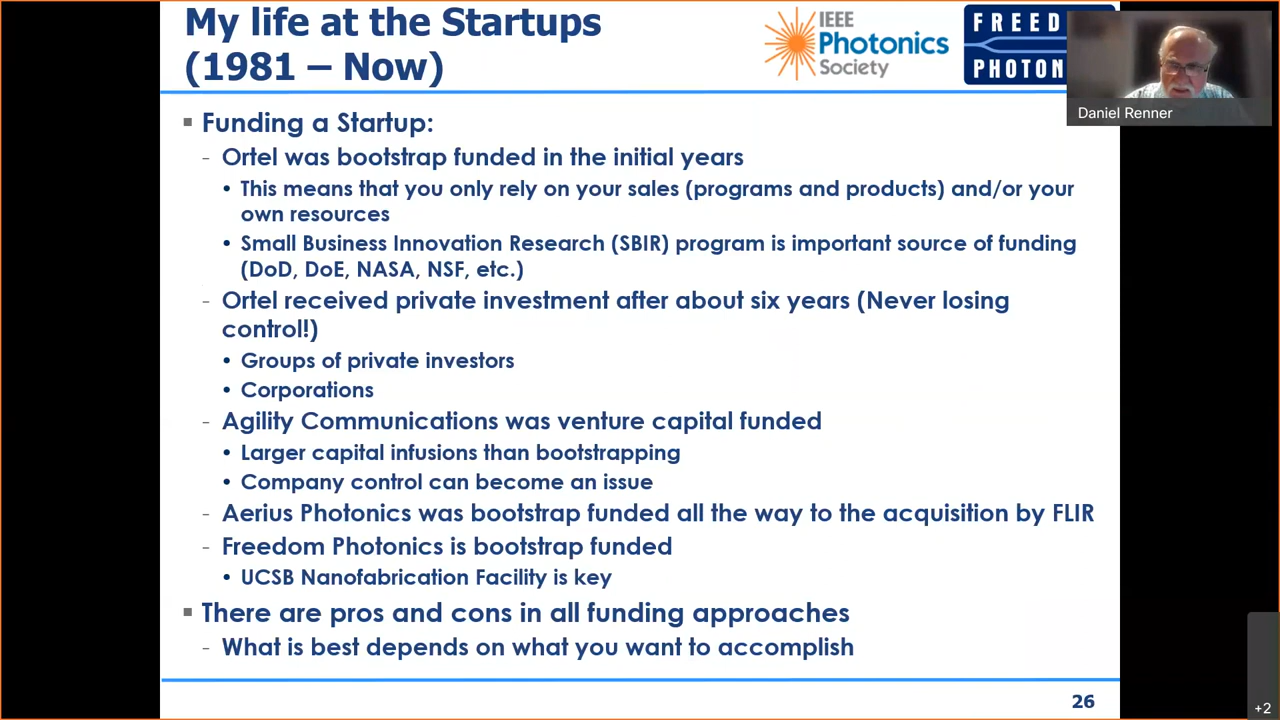 My life at the Startups
(1981 – Now)
IEEE
Photonics
Society
FREED
PHOTON
Daniel Renner
▪ Funding a Startup:
- Ortel was bootstrap funded in the initial years
• This means that you only rely on your sales (programs and products) and/or your
own resources
• Small Business Innovation Research (SBIR) program is important source of funding
(DoD, DoE, NASA, NSF, etc.)
- Ortel received private investment after about six years (Never losing
control!)
• Groups of private investors
• Corporations
- Agility Communications was venture capital funded
• Larger capital infusions than bootstrapping
• Company control can become an issue
- Aerius Photonics was bootstrap funded all the way to the acquisition by FLIR
- Freedom Photonics is bootstrap funded
• UCSB Nanofabrication Facility is key
▪ There are pros and cons in all funding approaches
- What is best depends on what you want to accomplish
26
+2